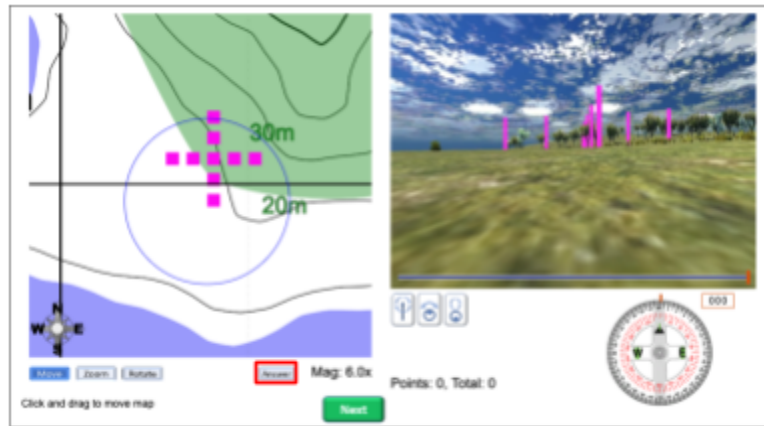 30m
20m
N
W E
S
000
W E
Move Zoom Rotate Answer Mag: 6.0x
Points: 0, Total: 0
Click and drag to move map
Next